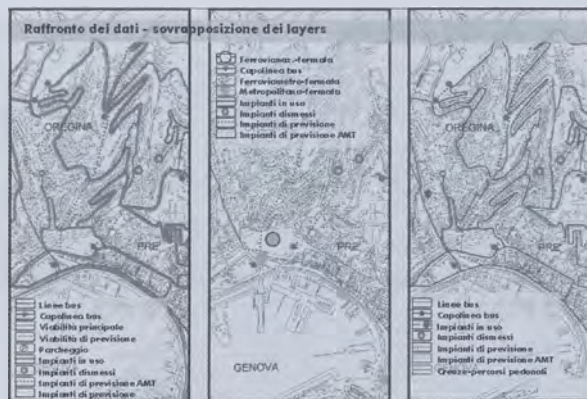 Raffronto dei dati - sovrapposizione dei layers
OREGINA
PRE
Linee bus
Capolinea bus
Viabilità principale
Viabilità di previsione
Parcheggio
Impianti in uso
Impianti dismessi
Impianti di previsione AMT
Impianti di previsione
Ferroviaria-fermata
Capolinea bus
Ferroviametro-fermata
Metropolitana-fermata
Impianti in uso
Impianti dismessi
Impianti di previsione
Impianti di previsione AMT
PRE
GENOVA
OREGINA
PRE
Linee bus
Capolinea bus
Impianti in uso
Impianti dismessi
Impianti di previsione
Impianti di previsione AMT
Creuze-percorsi pedonali